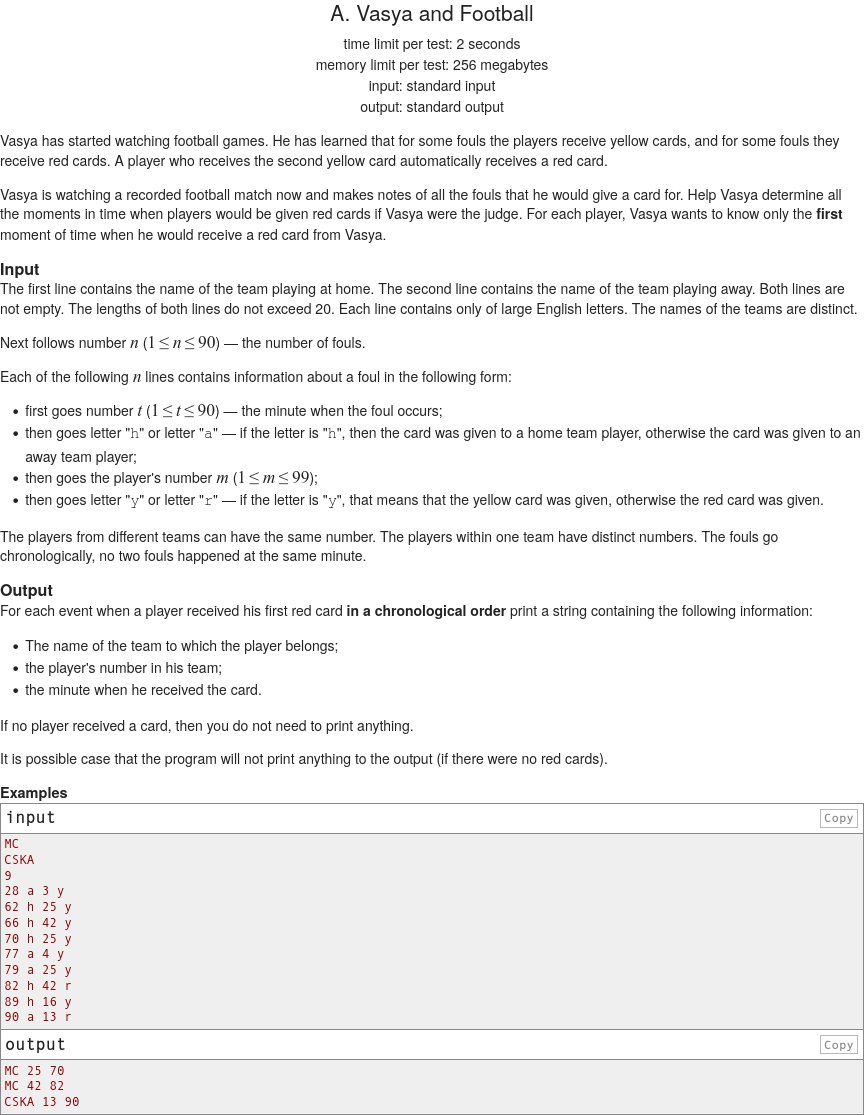 A. Vasya and Football
time limit per test: 2 seconds
memory limit per test: 256 megabytes
input: standard input
output: standard output
Vasya has started watching football games. He has learned that for some fouls the players receive yellow cards, and for some fouls they
receive red cards. A player who receives the second yellow card automatically receives a red card.
Vasya is watching a recorded football match now and makes notes of all the fouls that he would give a card for. Help Vasya determine all
the moments in time when players would be given red cards if Vasya were the judge. For each player, Vasya wants to know only the first
moment of time when he would receive a red card from Vasya.
Input
The first line contains the name of the team playing at home. The second line contains the name of the team playing away. Both lines are
not empty. The lengths of both lines do not exceed 20. Each line contains only of large English letters. The names of the teams are distinct.
Next follows number n (1 ≤ n ≤ 90) — the number of fouls.
Each of the following n lines contains information about a foul in the following form:
• first goes number t (1 ≤ t ≤ 90) — the minute when the foul occurs;
• then goes letter "h" or letter "a" — if the letter is "h", then the card was given to a home team player, otherwise the card was given to an
away team player;
• then goes the player's number m (1 ≤ m ≤ 99);
• then goes letter "y" or letter "r" — if the letter is "y", that means that the yellow card was given, otherwise the red card was given.
The players from different teams can have the same number. The players within one team have distinct numbers. The fouls go
chronologically, no two fouls happened at the same minute.
Output
For each event when a player received his first red card in a chronological order print a string containing the following information:
• The name of the team to which the player belongs;
• the player's number in his team;
• the minute when he received the card.
If no player received a card, then you do not need to print anything.
It is possible case that the program will not print anything to the output (if there were no red cards).
Examples
input Copy
MC
CSKA
9
28 a 3 y
62 h 25 y
66 h 42 y
70 h 25 y
77 a 4 y
79 a 25 y
82 h 42 r
89 h 16 y
90 a 13 r
output Copy
MC 25 70
MC 42 82
CSKA 13 90